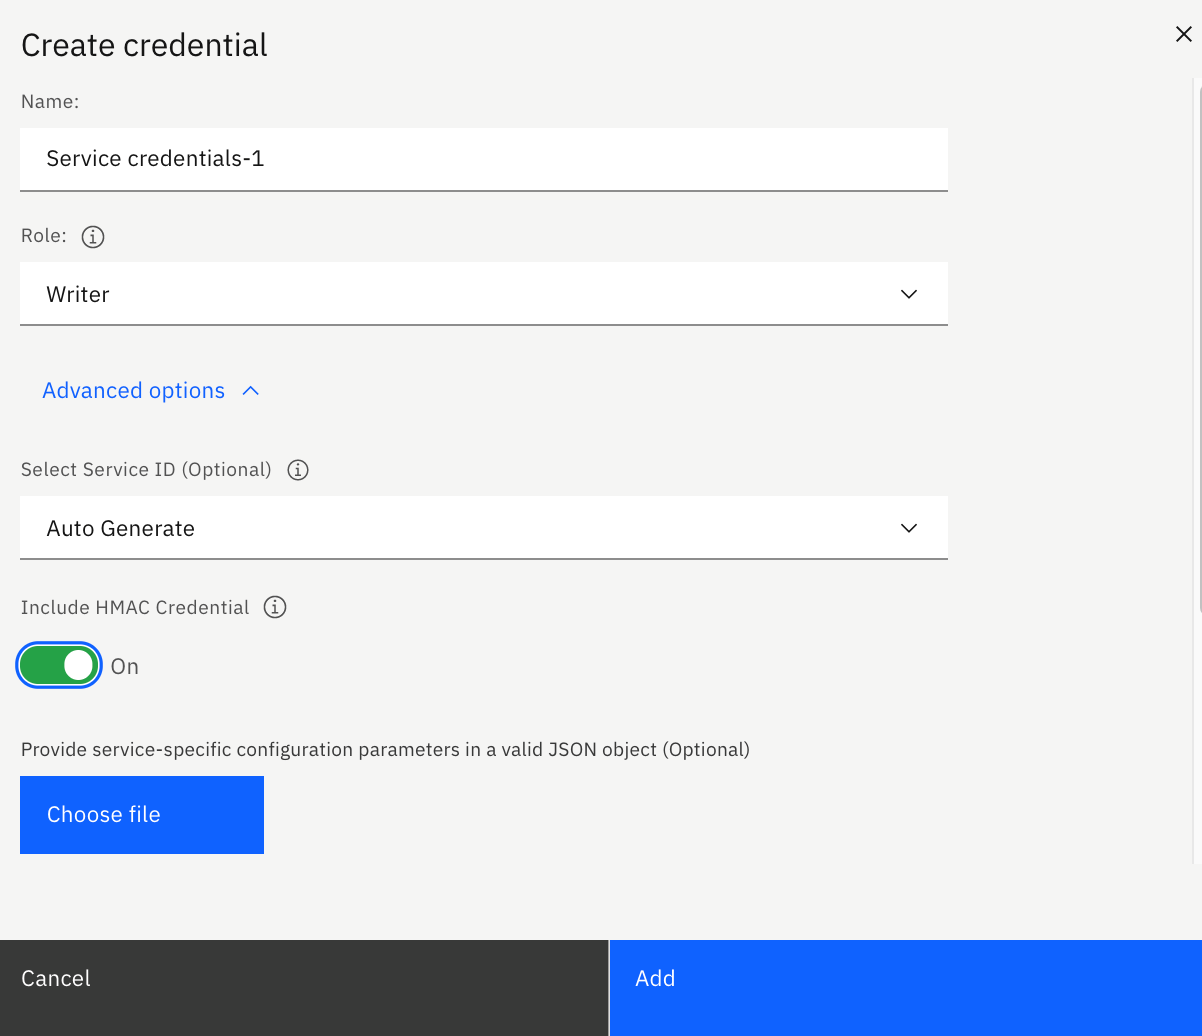 Create credential
Name:
Service credentials-1
Role:
Writer
Advanced options
Select Service ID (Optional)
Auto Generate
Include HMAC Credential
On
Provide service-specific configuration parameters in a valid JSON object (Optional)
Choose file
Cancel
Add